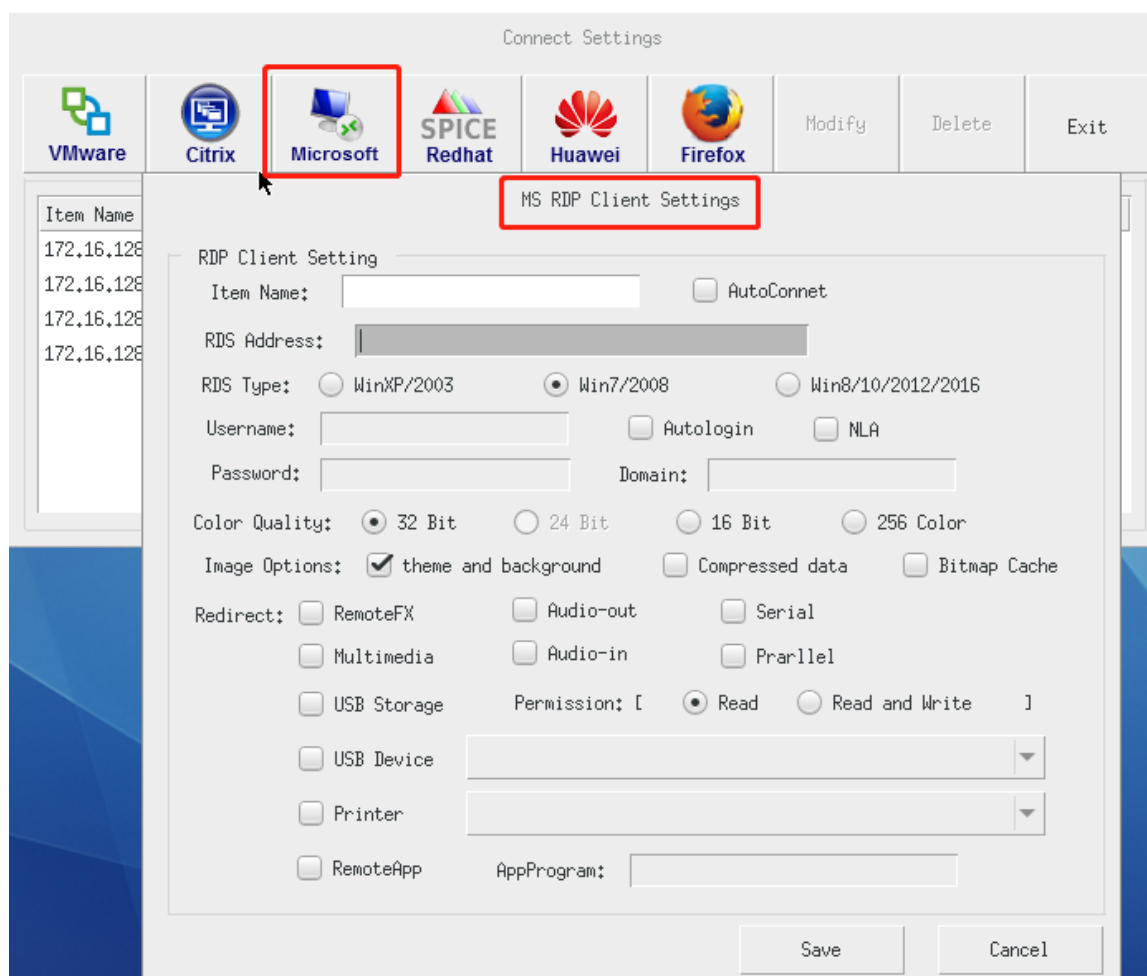 Connect Settings
VMware Citrix Microsoft SPICE Redhat Huawei Firefox Modify Delete Exit
MS RDP Client Settings
Item Name
172.16.128
172.16.128
172.16.128
172.16.128
RDP Client Setting
Item Name: AutoConnet
RDS Address:
RDS Type: WinXP/2003 Win7/2008 Win8/10/2012/2016
Username: Autologin NLA
Password: Domain:
Color Quality: 32 Bit 24 Bit 16 Bit 256 Color
Image Options: theme and background Compressed data Bitmap Cache
Redirect: RemoteFX Audio-out Serial
Multimedia Audio-in Prarllel
USB Storage Permission: [ Read Read and Write ]
USB Device
Printer
RemoteApp AppProgram:
Save Cancel